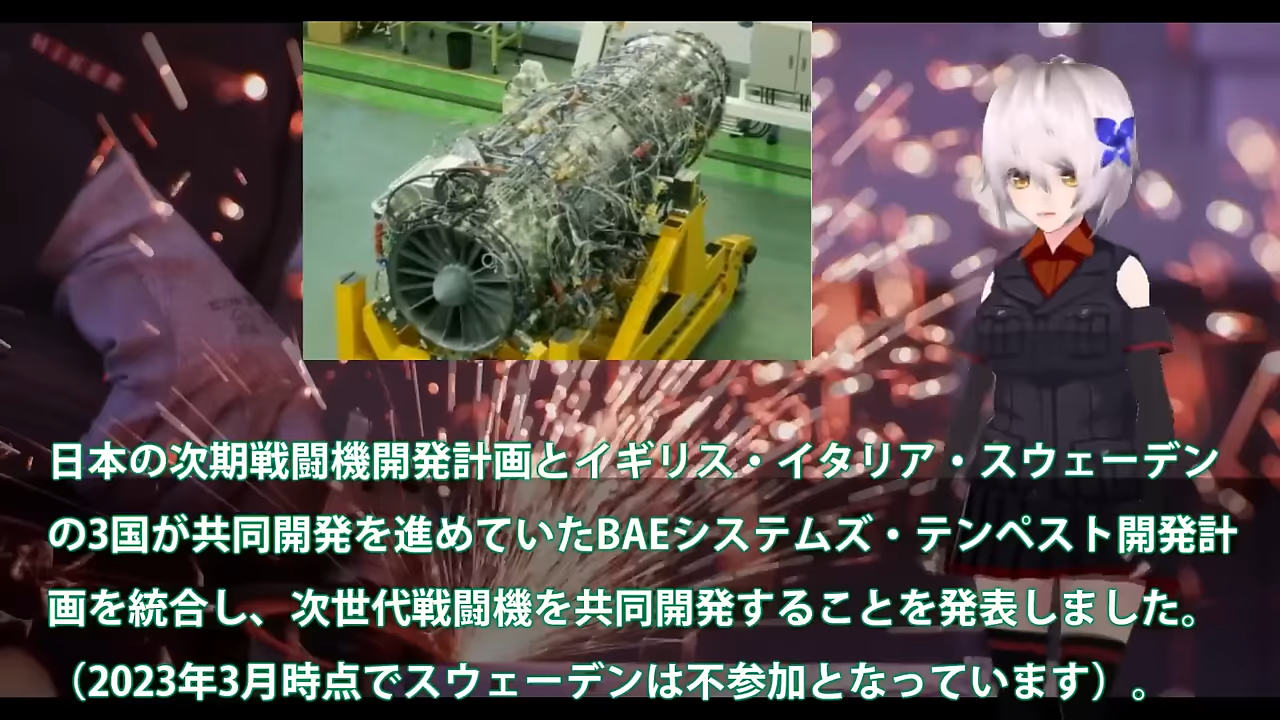 日本の次期戦闘機開発計画とイギリス・イタリア・スウェーデン
の3国が共同開発を進めていたBAEシステムズ・テンペスト開発計
画を統合し、次世代戦闘機を共同開発することを発表しました。
（2023年3月時点でスウェーデンは不参加となっています）。